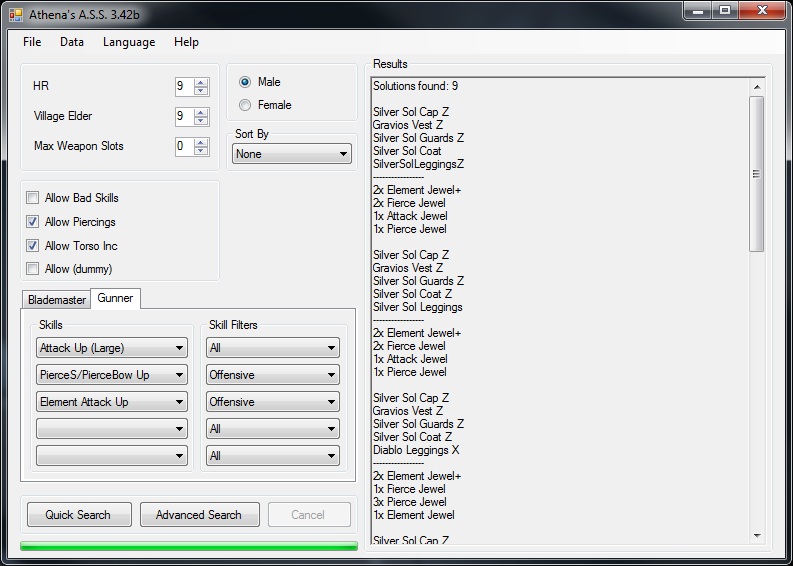 Athena's A.S.S. 3.42b
File Data Language Help
HR 9
Village Elder 9
Max Weapon Slots 0
Male
Female
Sort By
None
Allow Bad Skills
Allow Piercings
Allow Torso Inc
Allow (dummy)
Blademaster Gunner
Skills Skill Filters
Attack Up (Large) All
PierceS/PierceBow Up Offensive
Element Attack Up Offensive
All
All
Quick Search Advanced Search Cancel
Results
Solutions found: 9
Silver Sol Cap Z
Gravios Vest Z
Silver Sol Guards Z
Silver Sol Coat
SilverSolLeggingsZ
-----------------
2x Element Jewel+
2x Fierce Jewel
1x Attack Jewel
1x Pierce Jewel
Silver Sol Cap Z
Gravios Vest Z
Silver Sol Guards Z
Silver Sol Coat Z
Silver Sol Leggings
-----------------
2x Element Jewel+
2x Fierce Jewel
1x Attack Jewel
1x Pierce Jewel
Silver Sol Cap Z
Gravios Vest Z
Silver Sol Guards Z
Silver Sol Coat Z
Diablo Leggings X
-----------------
2x Element Jewel+
1x Fierce Jewel
3x Pierce Jewel
1x Element Jewel
Silver Sol Cap Z